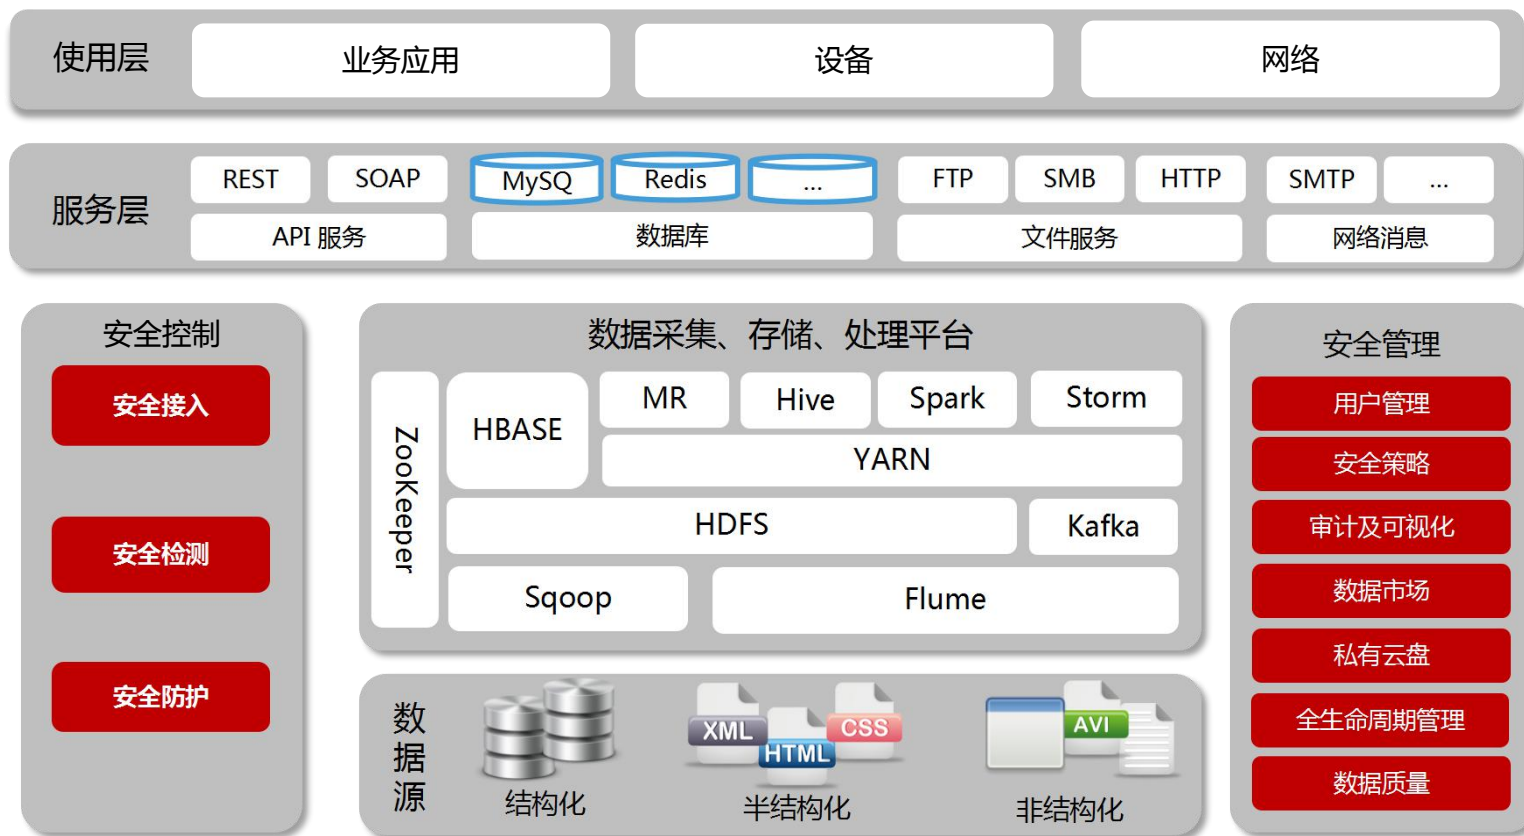 使用层
业务应用
设备
网络
服务层
REST
SOAP
MySQ
Redis
...
FTP
SMB
HTTP
SMTP
...
API 服务
数据库
文件服务
网络消息
安全控制
安全接入
安全检测
安全防护
数据采集、存储、处理平台
ZooKeeper
HBASE
MR
Hive
Spark
Storm
YARN
HDFS
Kafka
Sqoop
Flume
数据源
XML
HTML
CSS
AVI
结构化
半结构化
非结构化
安全管理
用户管理
安全策略
审计及可视化
数据市场
私有云盘
全生命周期管理
数据质量